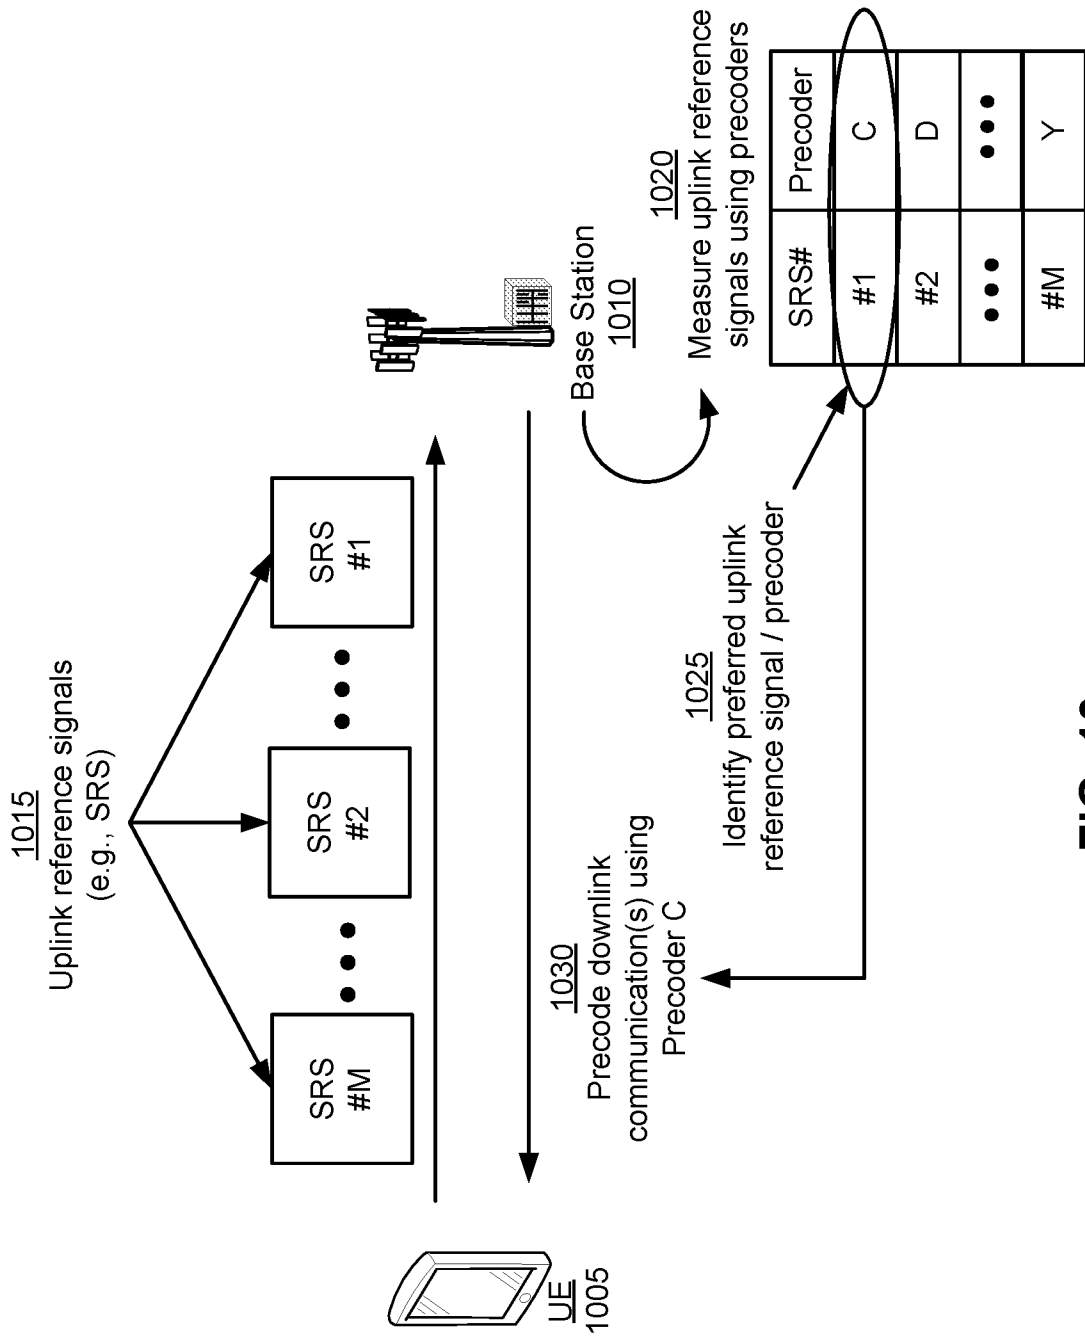 1015
Uplink reference signals
(e.g., SRS)
SRS
#M
SRS
#2
SRS
#1
UE
1005
Base Station
1010
1030
Precode downlink
communication(s) using
Precoder C
1025
Identify preferred uplink
reference signal / precoder
1020
Measure uplink reference
signals using precoders
SRS# Precoder
#1 C
#2 D
#M Y
FIG. 10